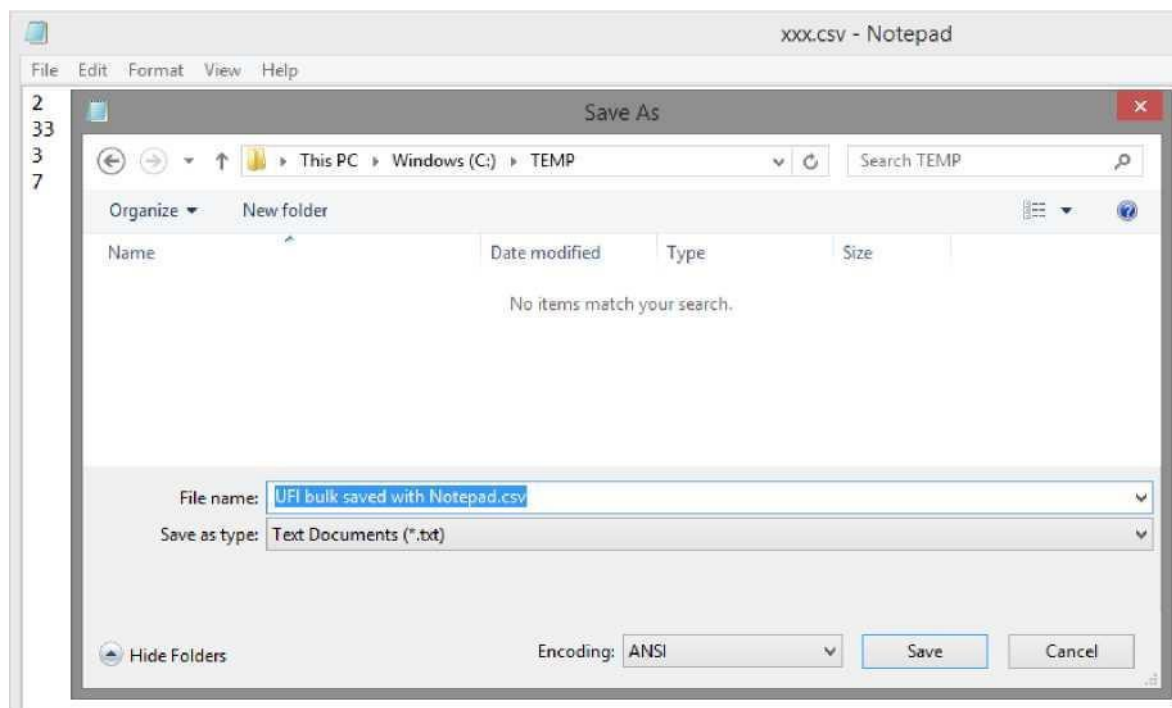 xxx.csv - Notepad
File Edit Format View Help
2
33
3
7
Save As
This PC Windows (C:) TEMP
Search TEMP
Organize New folder
Name Date modified Type Size
No items match your search.
File name: UFI bulk saved with Notepad.csv
Save as type: Text Documents (*.txt)
Hide Folders Encoding: ANSI Save Cancel